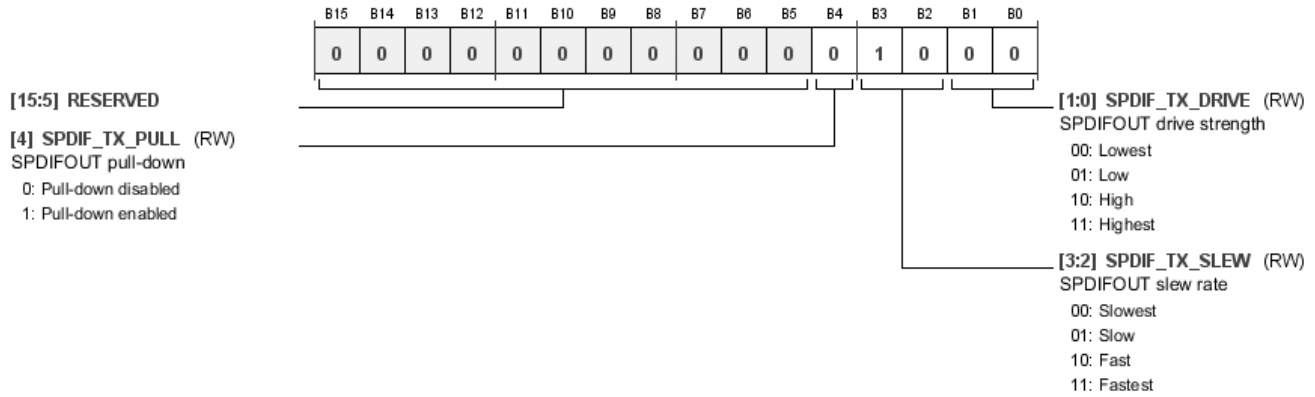 B15 B14 B13 B12 B11 B10 B9 B8 B7 B6 B5 B4 B3 B2 B1 B0
0 0 0 0 0 0 0 0 0 0 0 0 1 0 0 0
[15:5] RESERVED
[4] SPDIF_TX_PULL (RW)
SPDIFOUT pull-down
0: Pull-down disabled
1: Pull-down enabled
[1:0] SPDIF_TX_DRIVE (RW)
SPDIFOUT drive strength
00: Lowest
01: Low
10: High
11: Highest
[3:2] SPDIF_TX_SLEW (RW)
SPDIFOUT slew rate
00: Slowest
01: Slow
10: Fast
11: Fastest